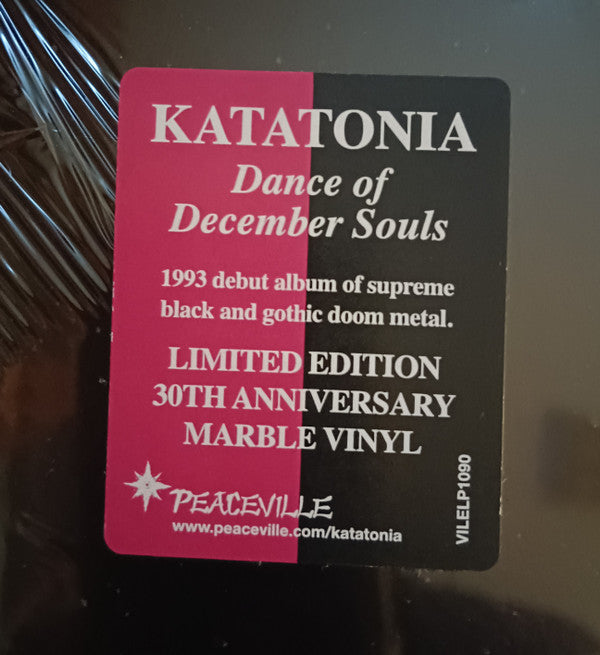 KATATONIA
Dance of
December Souls
1993 debut album of supreme
black and gothic doom metal.
LIMITED EDITION
30TH ANNIVERSARY
MARBLE VINYL
PEACEVILLE
www.peaceville.com/katatonia
VILELP1090